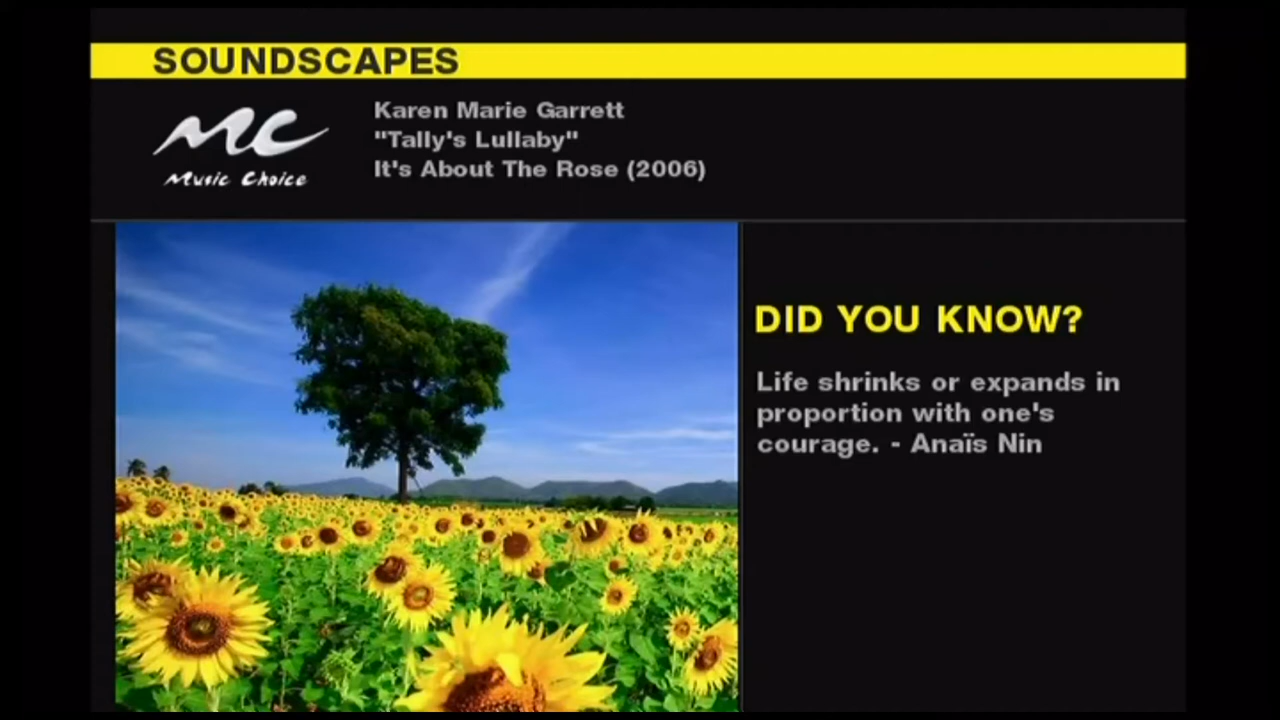 SOUNDSCAPES
MC
Music Choice
Karen Marie Garrett
"Tally's Lullaby"
It's About The Rose (2006)
DID YOU KNOW?
Life shrinks or expands in
proportion with one's
courage. - Anaïs Nin